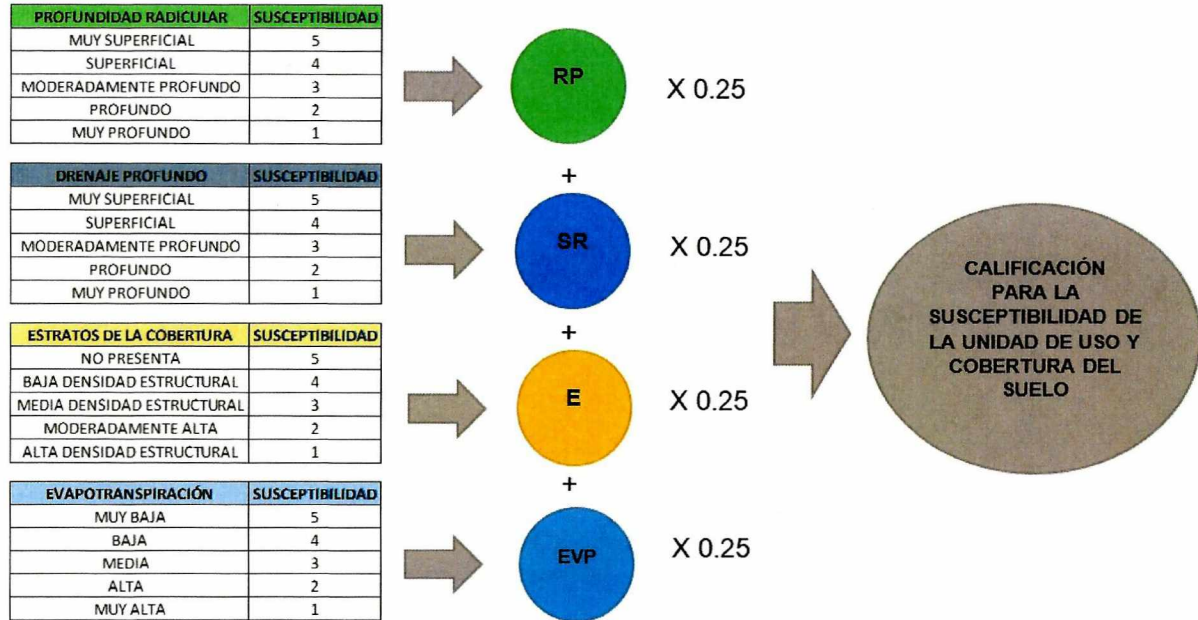 PROFUNDIDAD RADICULAR SUSCEPTIBILIDAD
MUY SUPERFICIAL 5
SUPERFICIAL 4
MODERADAMENTE PROFUNDO 3
PROFUNDO 2
MUY PROFUNDO 1
RP
X 0.25
+
DRENAJE PROFUNDO SUSCEPTIBILIDAD
MUY SUPERFICIAL 5
SUPERFICIAL 4
MODERADAMENTE PROFUNDO 3
PROFUNDO 2
MUY PROFUNDO 1
SR
X 0.25
+
ESTRATOS DE LA COBERTURA SUSCEPTIBILIDAD
NO PRESENTA 5
BAJA DENSIDAD ESTRUCTURAL 4
MEDIA DENSIDAD ESTRUCTURAL 3
MODERADAMENTE ALTA 2
ALTA DENSIDAD ESTRUCTURAL 1
E
X 0.25
+
EVAPOTRANSPIRACIÓN SUSCEPTIBILIDAD
MUY BAJA 5
BAJA 4
MEDIA 3
ALTA 2
MUY ALTA 1
EVP
X 0.25
CALIFICACIÓN
PARA LA
SUSCEPTIBILIDAD DE
LA UNIDAD DE USO Y
COBERTURA DEL
SUELO